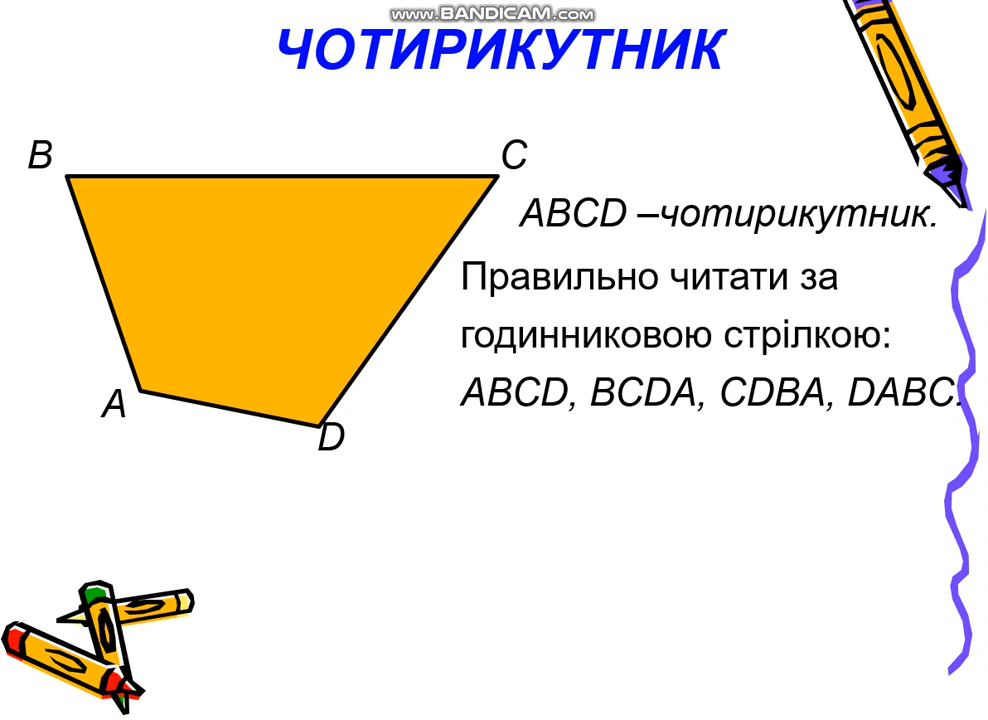 www.BANDICAM.com
ЧОТИРИКУТНИК
B
C
ABCD –чотирикутник.
Правильно читати за
годинниковою стрілкою:
ABCD, BCDA, CDBA, DABC.
A
D